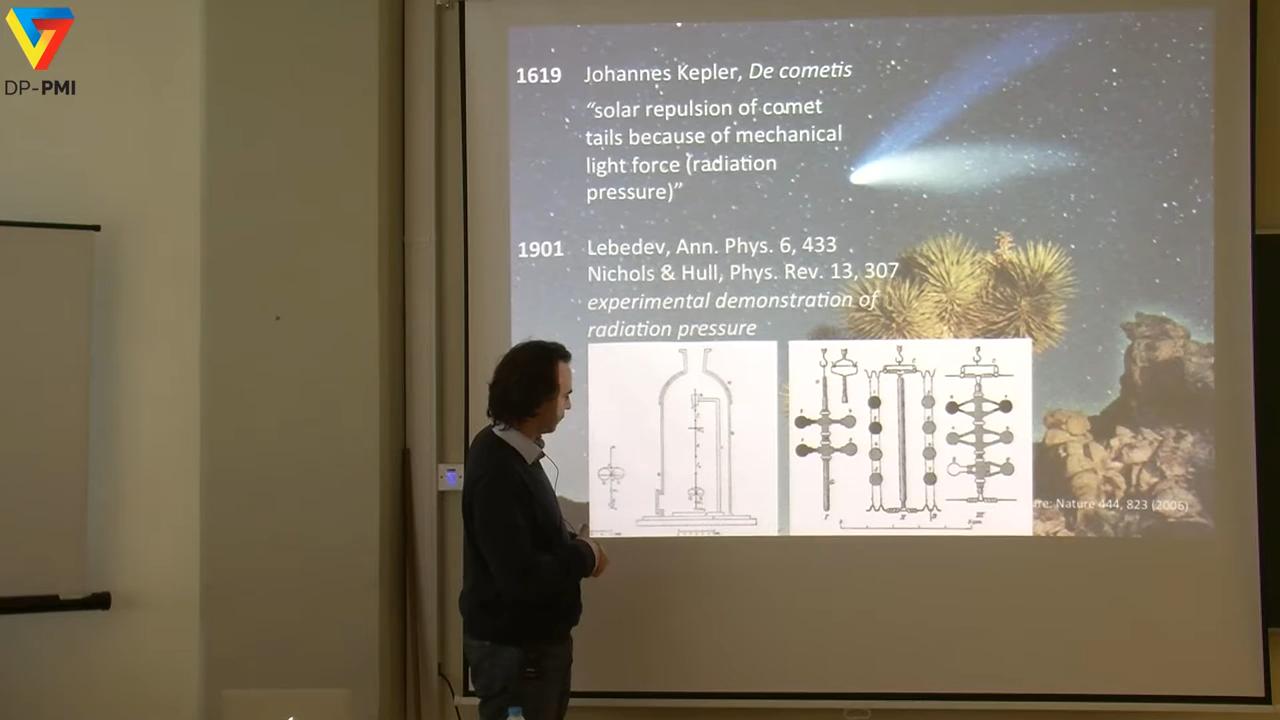 DP-PMI
1619 Johannes Kepler, De cometis
“solar repulsion of comet
tails because of mechanical
light force (radiation
pressure)”
1901 Lebedev, Ann. Phys. 6, 433
Nichols & Hull, Phys. Rev. 13, 307
experimental demonstration of
radiation pressure
Nature 444, 823 (2006)